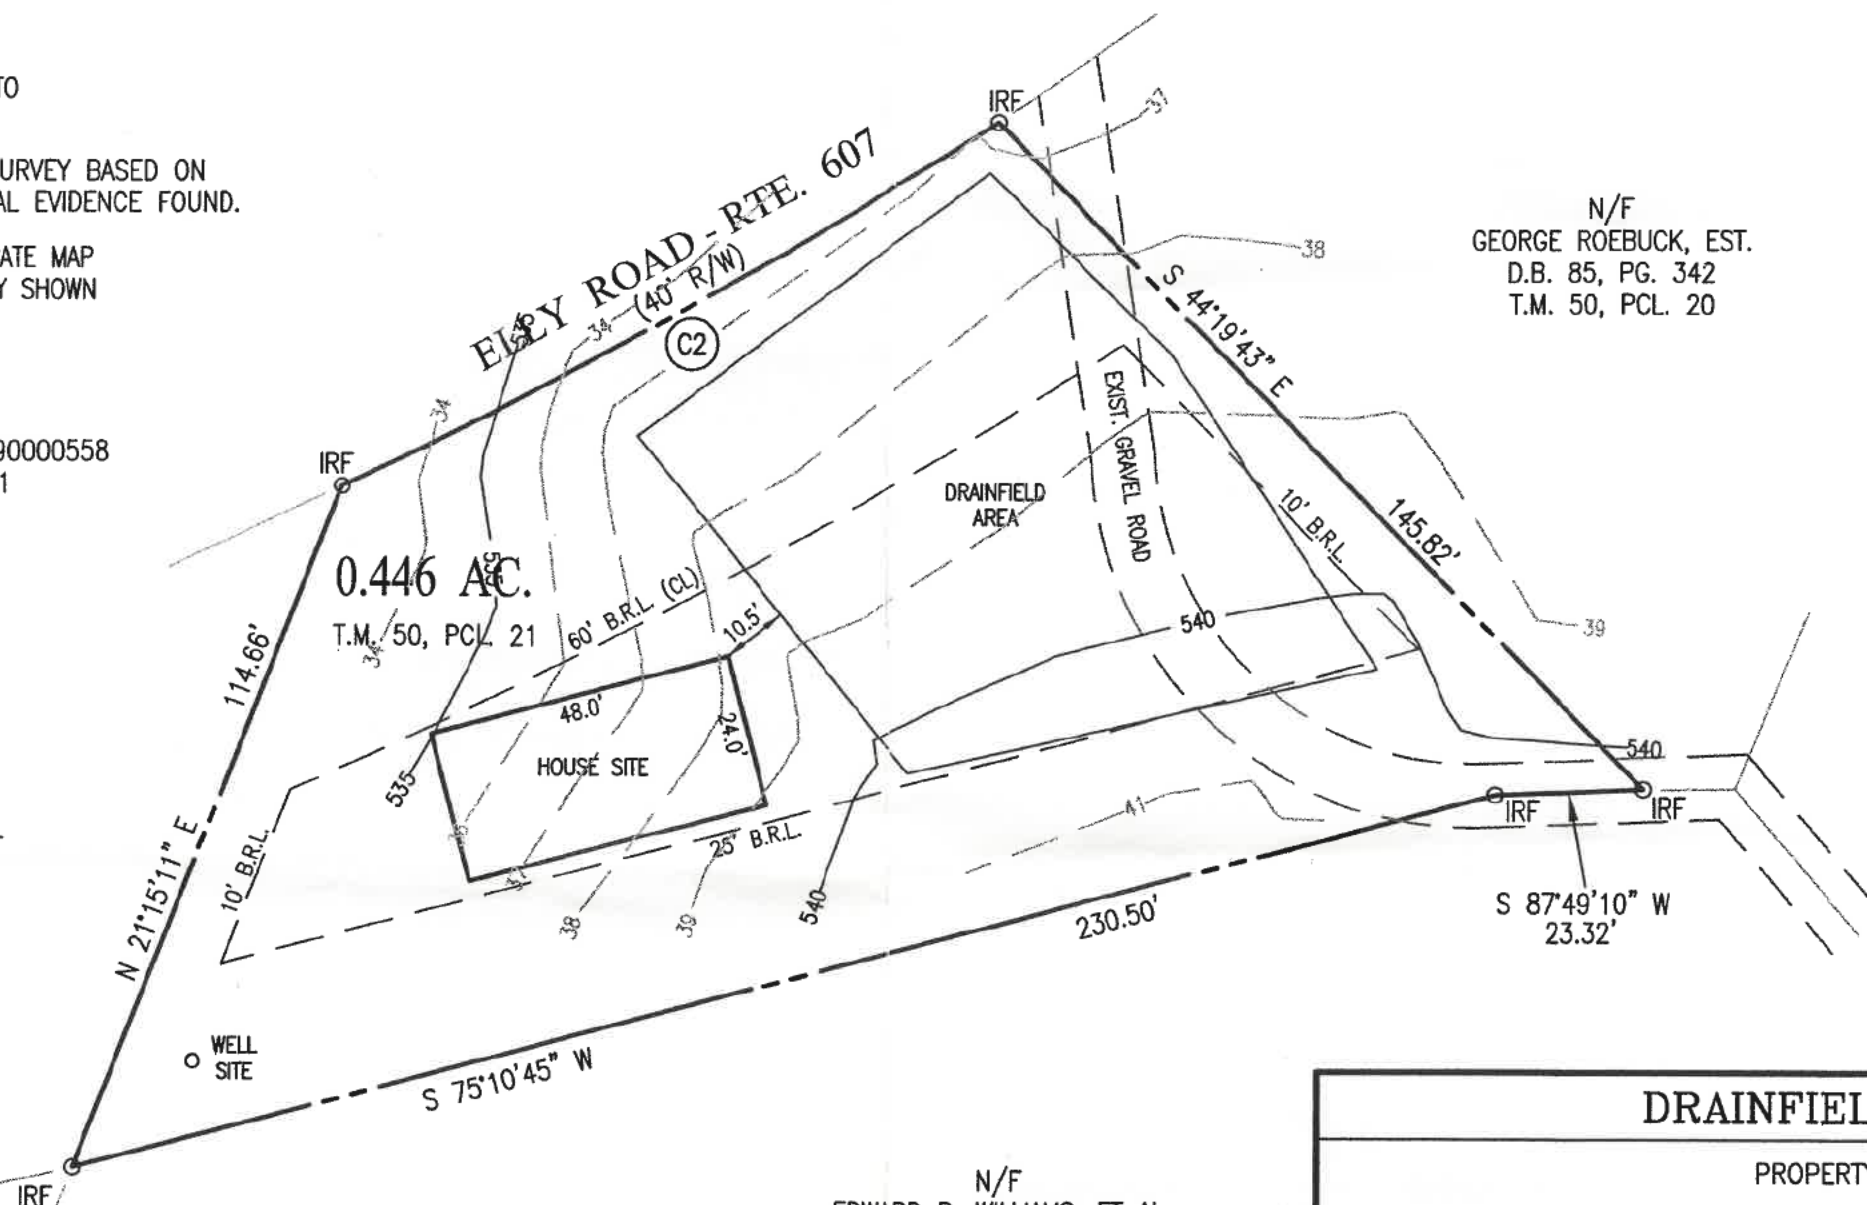 TO
URVEY BASED ON
AL EVIDENCE FOUND.
ATE MAP
Y SHOWN
90000558
1
IRF
37
ELLY ROAD - RTE. 607
(40' R/W)
C2
N/F
GEORGE ROEBUCK, EST.
D.B. 85, PG. 342
T.M. 50, PCL. 20
38
S 44°19'43" E
145.82'
34
34
IRF
EXIST. GRAVEL ROAD
DRAINFIELD
AREA
10' B.R.L.
0.446 AC.
T.M. 50, PCL. 21
535
34
60' B.R.L. (CL)
10.5'
540
39
114.66'
48.0'
24.0'
HOUSE SITE
535
540
41
IRF
IRF
25' B.R.L.
37
38
39
540
10' B.R.L.
N 21°15'11" E
S 87°49'10" W
23.32'
230.50'
WELL
SITE
S 75°10'45" W
IRF
N/F
DRAINFIEL
PROPERTY